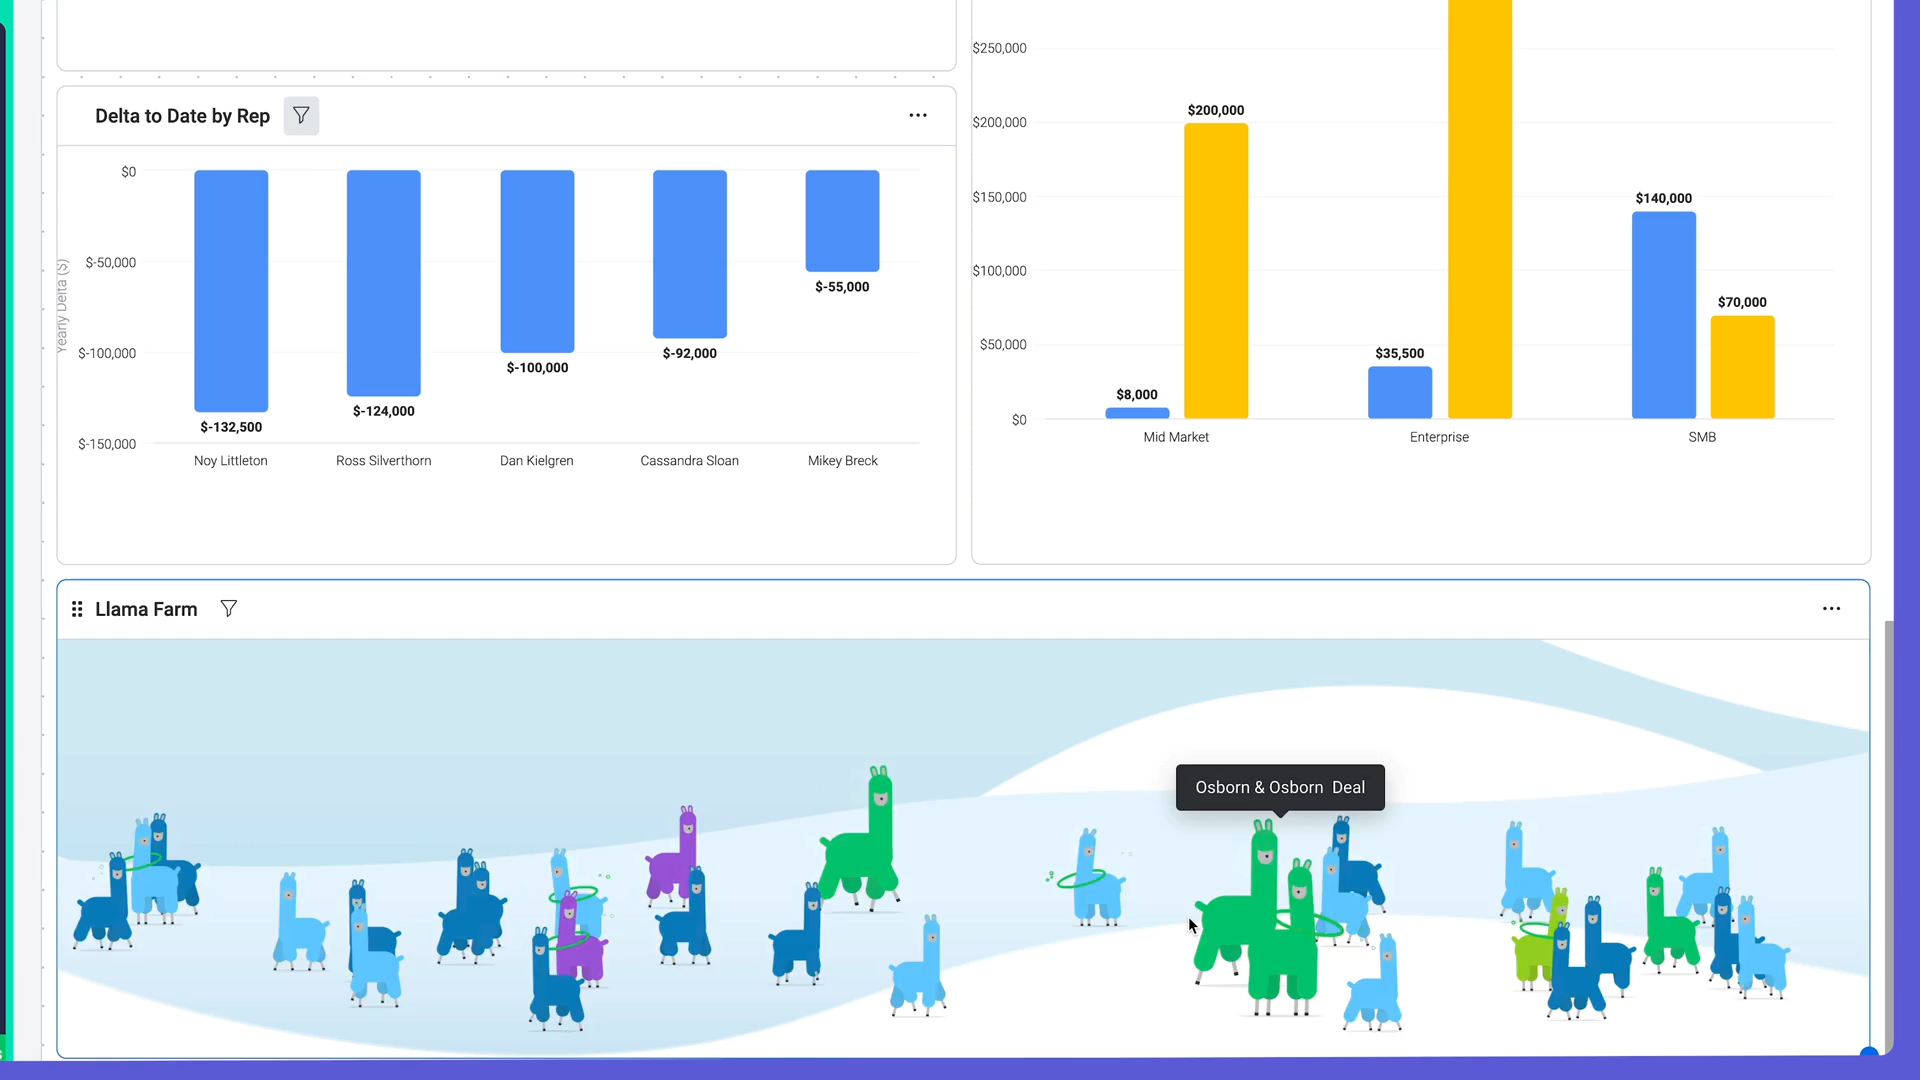 Delta to Date by Rep
$0
$-50,000
$-100,000
$-150,000
Yearly Delta ($)
$-132,500
$-124,000
$-100,000
$-92,000
$-55,000
Noy Littleton
Ross Silverthorn
Dan Kielgren
Cassandra Sloan
Mikey Breck
$250,000
$200,000
$150,000
$100,000
$50,000
$0
$8,000
$200,000
$35,500
$140,000
$70,000
Mid Market
Enterprise
SMB
Llama Farm
Osborn & Osborn Deal